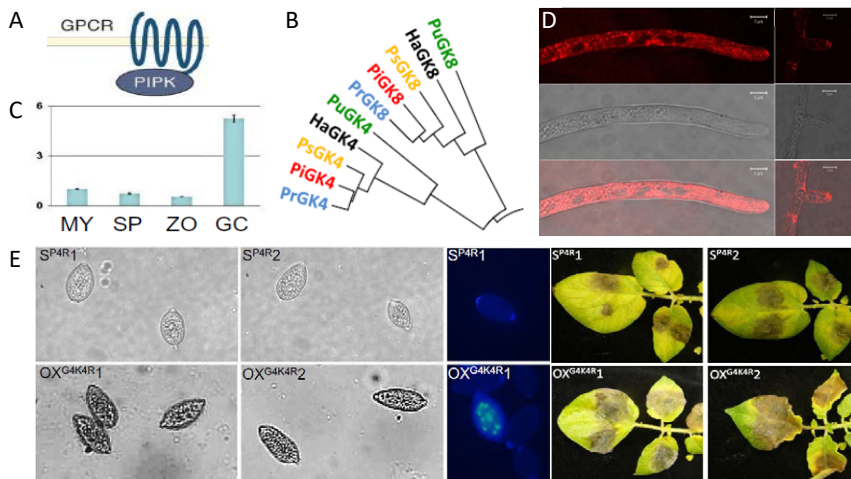 A
GPCR
PIPK
B
PuGK8
HaGK8
PsGK8
PiGK8
PrGK8
PuGK4
HaGK4
PsGK4
PiGK4
PrGK4
C
6
3
0
MY SP ZO GC
D
E
SP4R1
SP4R2
SP4R1
SP4R1
SP4R2
OXG4K4R1
OXG4K4R2
OXG4K4R1
OXG4K4R1
OXG4K4R2